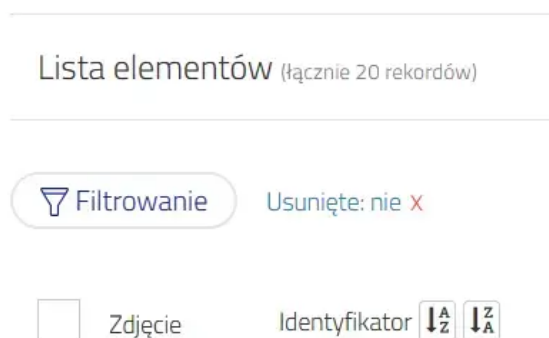 Lista elementów (łącznie 20 rekordów)
Filtrowanie Usunięte: nie X
Zdjęcie Identyfikator A Z Z A